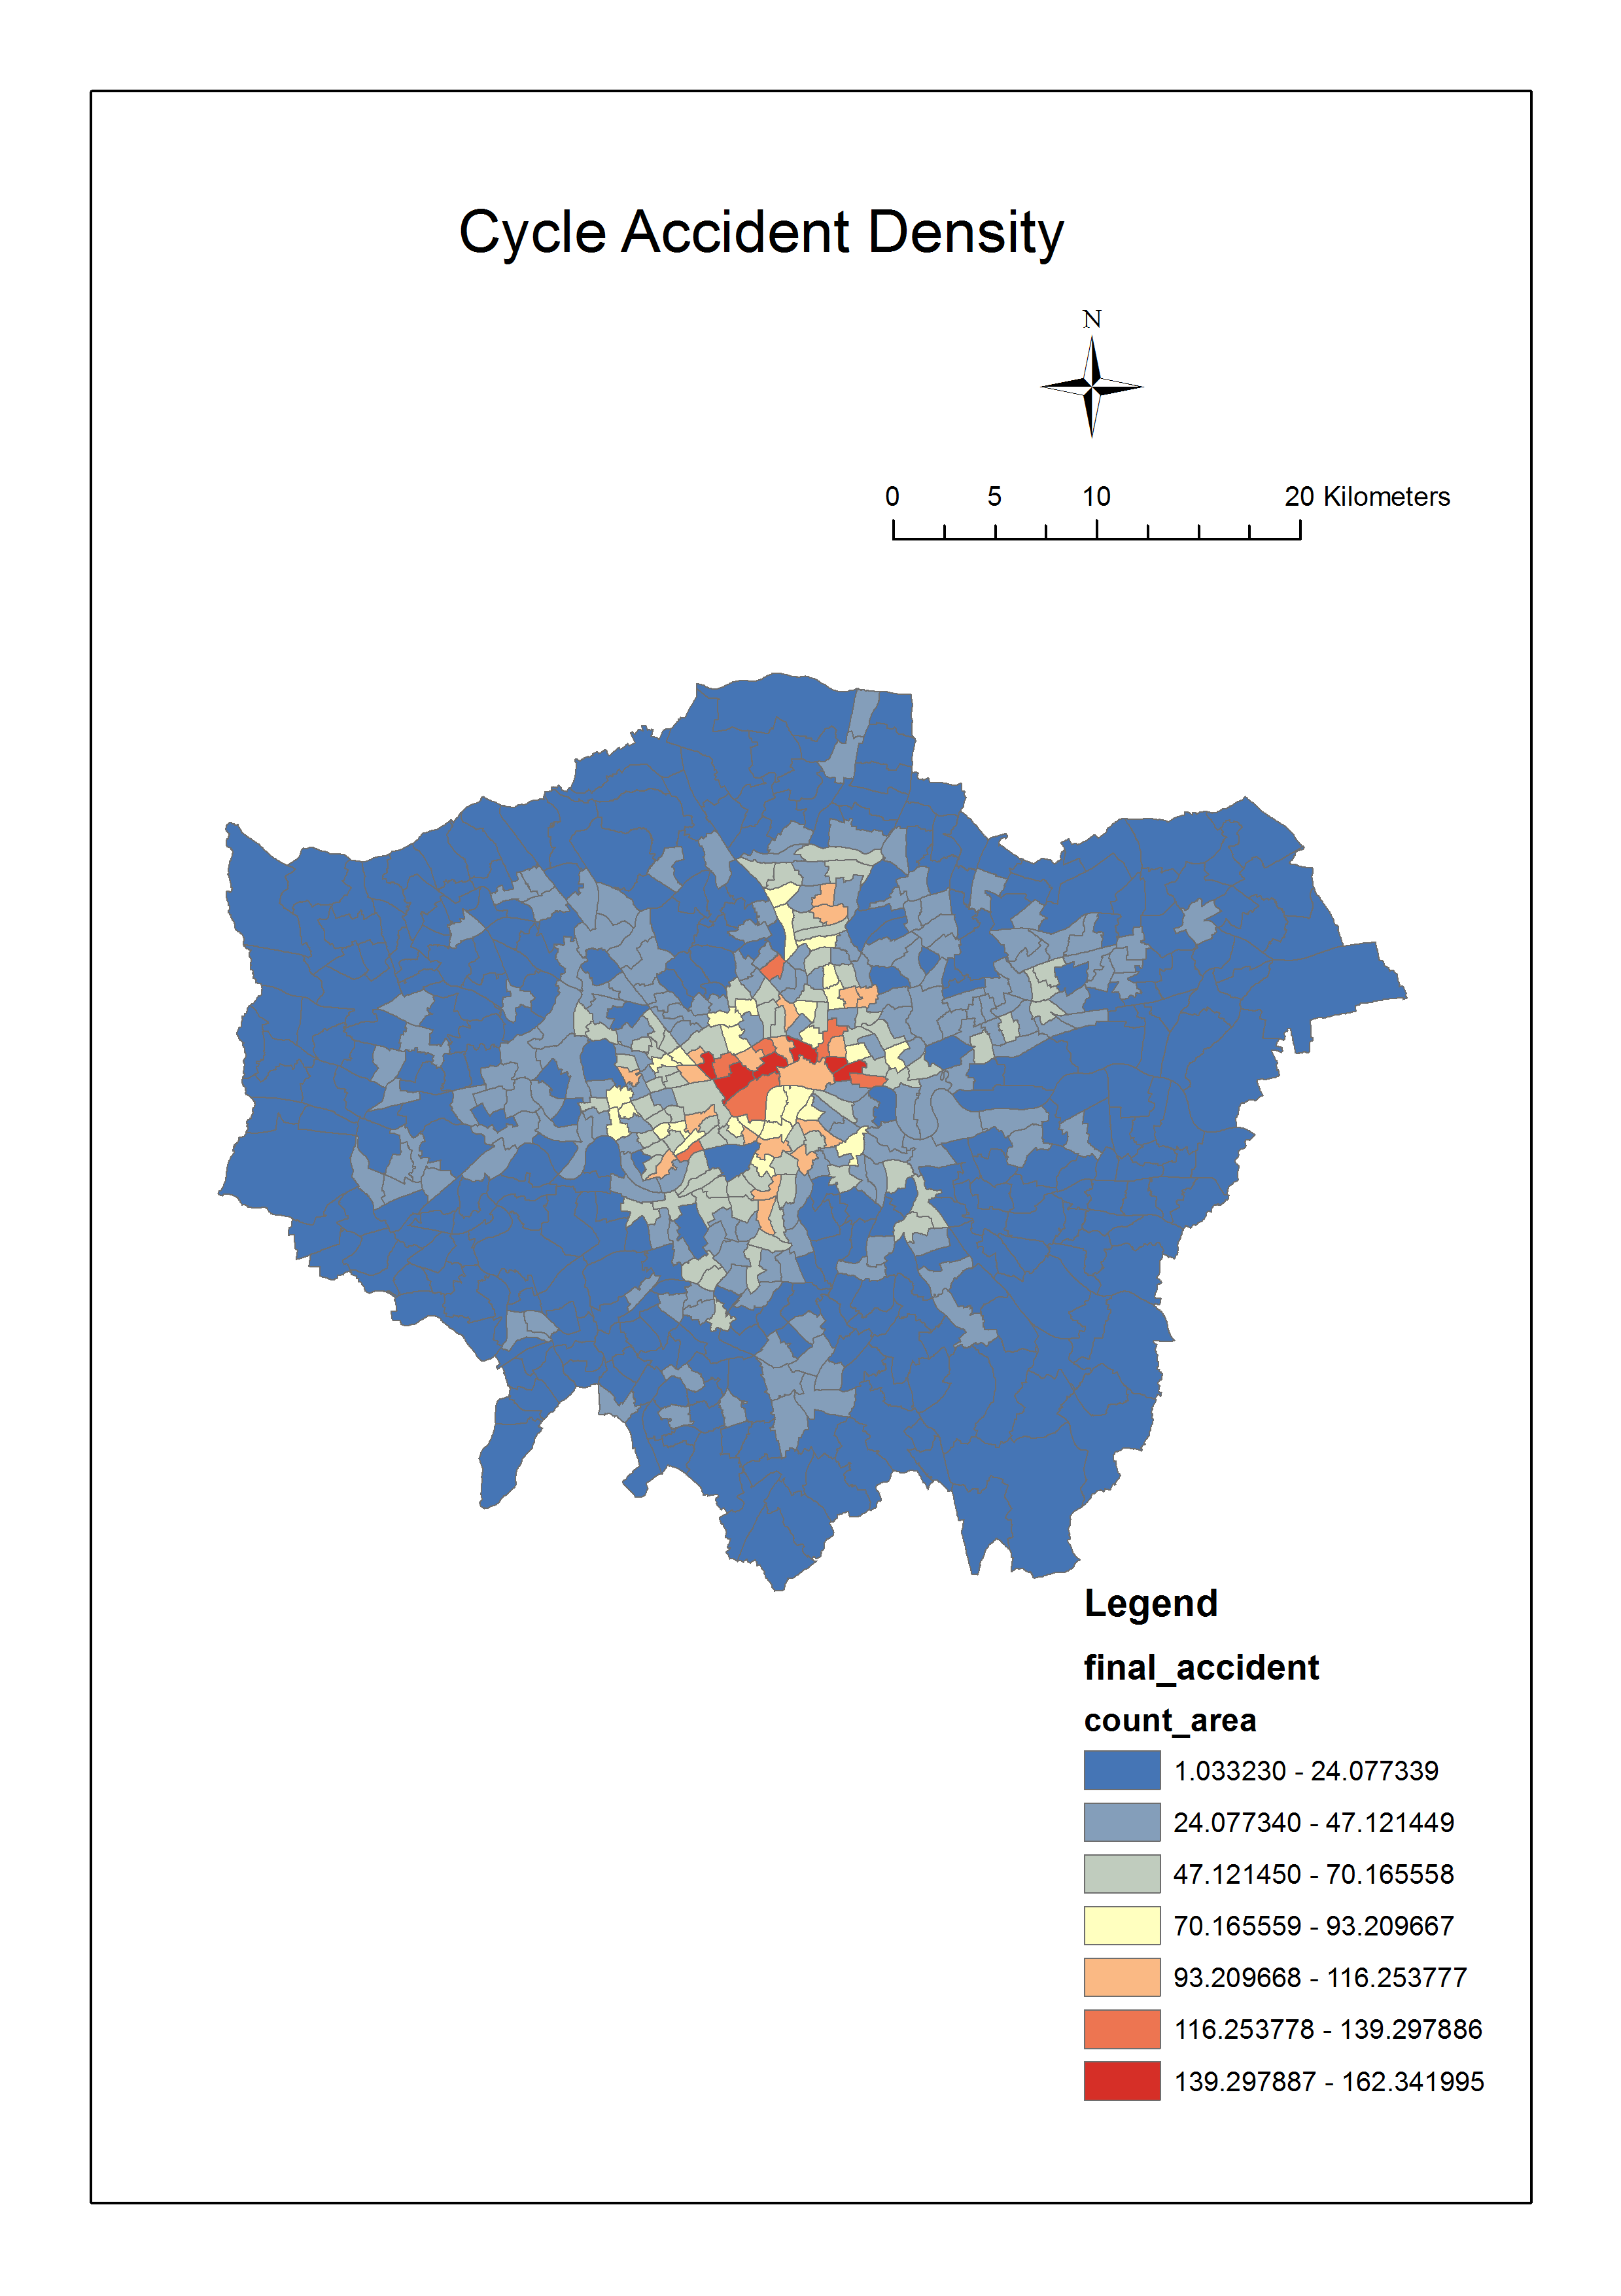 Cycle Accident Density
N
0 5 10 20 Kilometers
Legend
final_accident
count_area
1.033230 - 24.077339
24.077340 - 47.121449
47.121450 - 70.165558
70.165559 - 93.209667
93.209668 - 116.253777
116.253778 - 139.297886
139.297887 - 162.341995